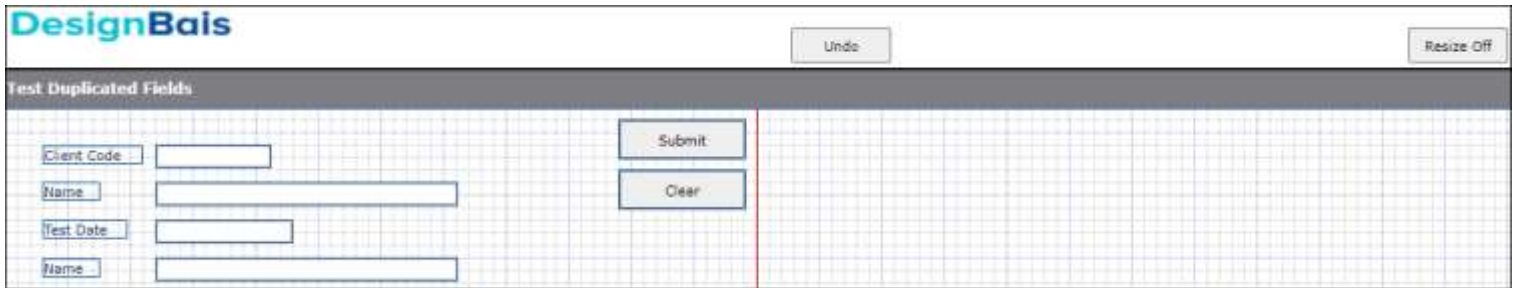 DesignBais
Undo
Resize Off
Test Duplicated Fields
Submit
Client Code
Clear
Name
Test Date
Name